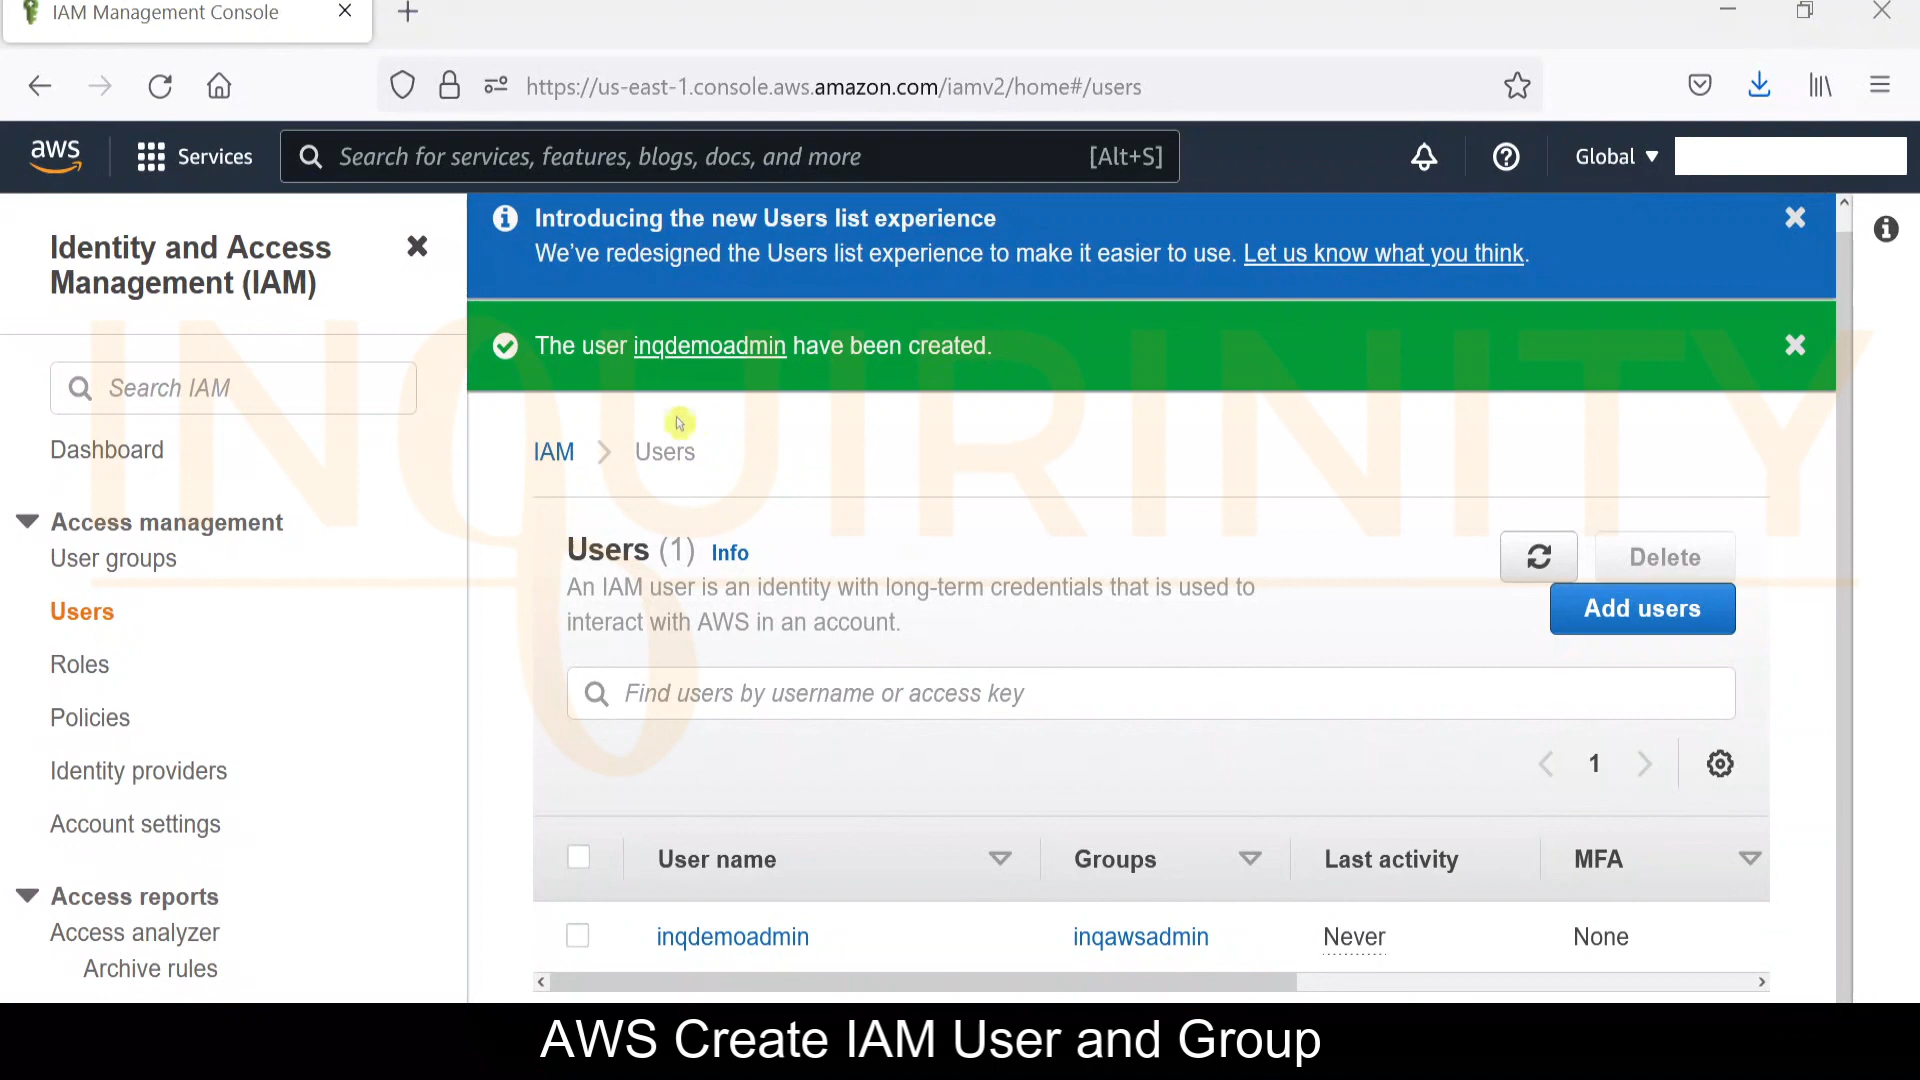 IAM Management Console
https://us-east-1.console.aws.amazon.com/iamv2/home#/users
aws
Services
Search for services, features, blogs, docs, and more
[Alt+S]
Global
Identity and Access
Management (IAM)
Search IAM
Dashboard
Access management
User groups
Users
Roles
Policies
Identity providers
Account settings
Access reports
Access analyzer
Archive rules
Introducing the new Users list experience
We've redesigned the Users list experience to make it easier to use. Let us know what you think.
The user inqdemoadmin have been created.
IAM
Users
Users (1) Info
An IAM user is an identity with long-term credentials that is used to
interact with AWS in an account.
Delete
Add users
Find users by username or access key
1
User name
Groups
Last activity
MFA
inqdemoadmin
inqawsadmin
Never
None
INQUIRINITY
AWS Create IAM User and Group